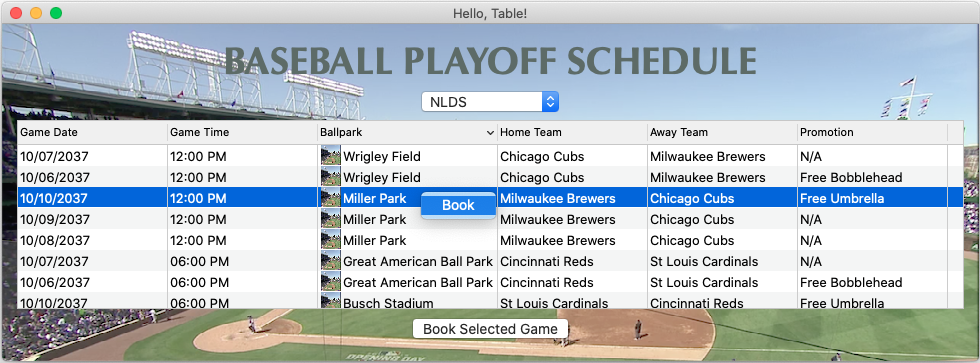 Hello, Table!
BASEBALL PLAYOFF SCHEDULE
NLDS
Game Date Game Time Ballpark Home Team Away Team Promotion
10/07/2037 12:00 PM Wrigley Field Chicago Cubs Milwaukee Brewers N/A
10/06/2037 12:00 PM Wrigley Field Chicago Cubs Milwaukee Brewers Free Bobblehead
10/10/2037 12:00 PM Miller Park Book Milwaukee Brewers Chicago Cubs Free Umbrella
10/09/2037 12:00 PM Miller Park Milwaukee Brewers Chicago Cubs N/A
10/08/2037 12:00 PM Miller Park Milwaukee Brewers Chicago Cubs N/A
10/07/2037 06:00 PM Great American Ball Park Cincinnati Reds St Louis Cardinals N/A
10/06/2037 06:00 PM Great American Ball Park Cincinnati Reds St Louis Cardinals Free Bobblehead
10/10/2037 06:00 PM Busch Stadium St Louis Cardinals Cincinnati Reds Free Umbrella
Book Selected Game
OPENING DAY